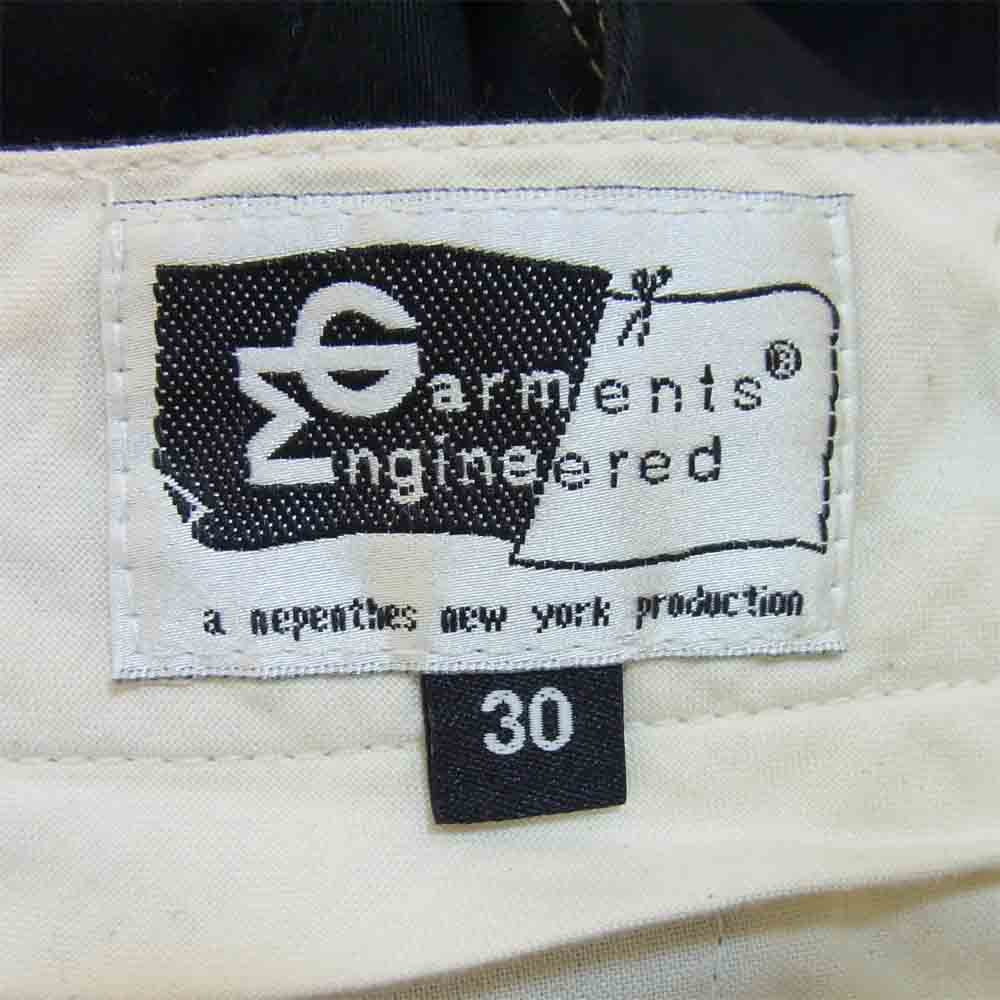 Garments®
Engineered
a nepenthes new york production
30